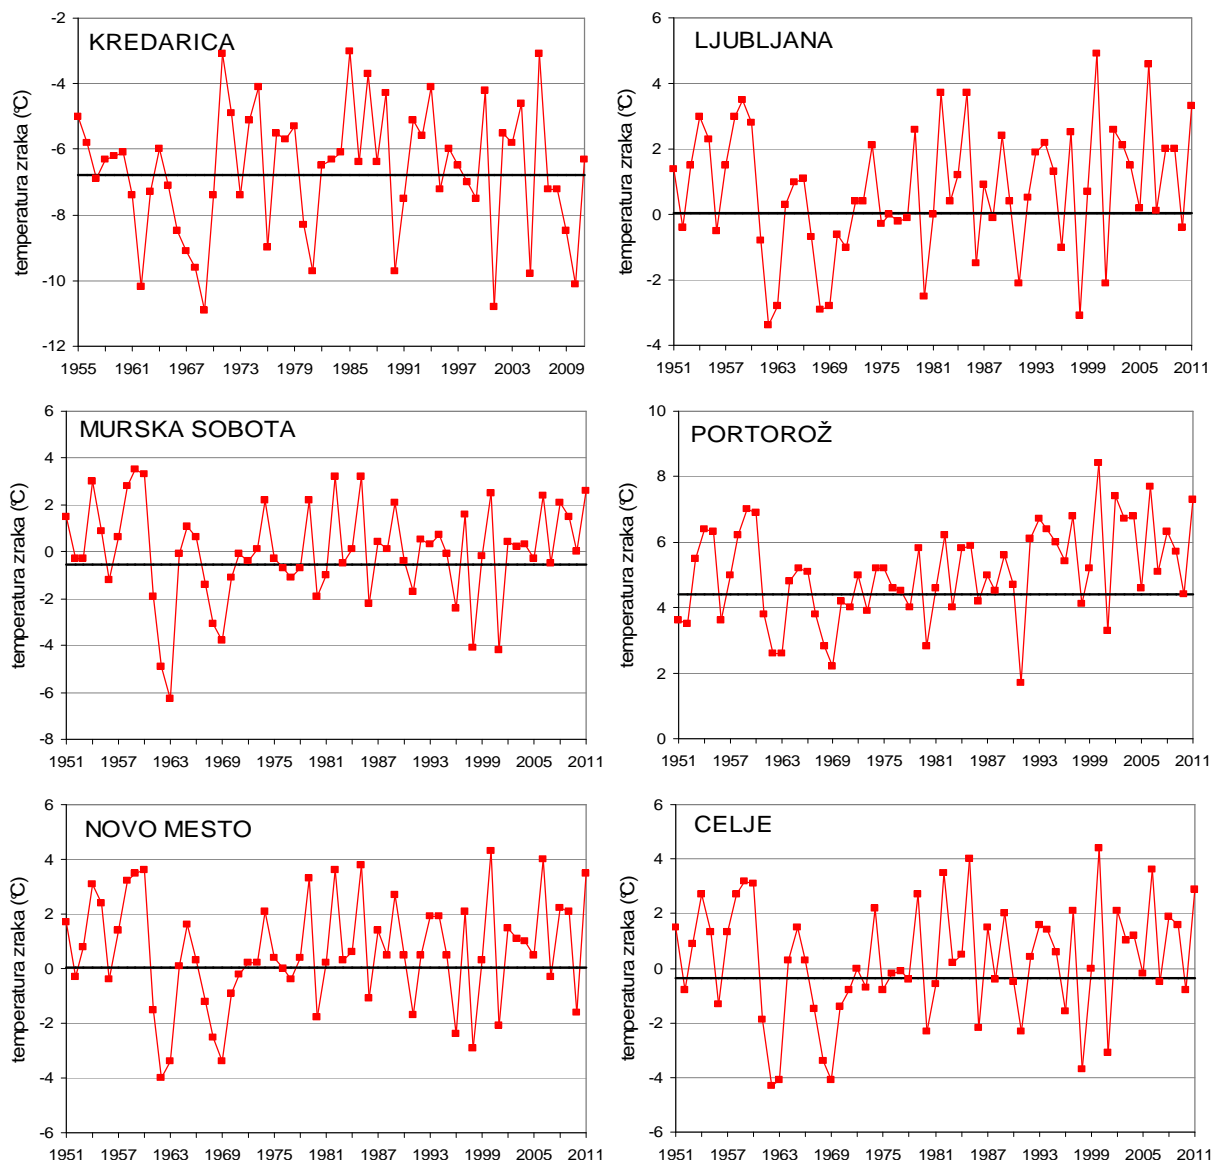 KREDARICA
temperatura zraka (°C)
-2
-4
-6
-8
-10
-12
1955 1961 1967 1973 1979 1985 1991 1997 2003 2009
LJUBLJANA
temperatura zraka (°C)
6
4
2
0
-2
-4
1951 1957 1963 1969 1975 1981 1987 1993 1999 2005 2011
MURSKA SOBOTA
temperatura zraka (°C)
6
4
2
0
-2
-4
-6
-8
1951 1957 1963 1969 1975 1981 1987 1993 1999 2005 2011
PORTOROŽ
temperatura zraka (°C)
10
8
6
4
2
0
1951 1957 1963 1969 1975 1981 1987 1993 1999 2005 2011
NOVO MESTO
temperatura zraka (°C)
6
4
2
0
-2
-4
-6
1951 1957 1963 1969 1975 1981 1987 1993 1999 2005 2011
CELJE
temperatura zraka (°C)
6
4
2
0
-2
-4
-6
1951 1957 1963 1969 1975 1981 1987 1993 1999 2005 2011